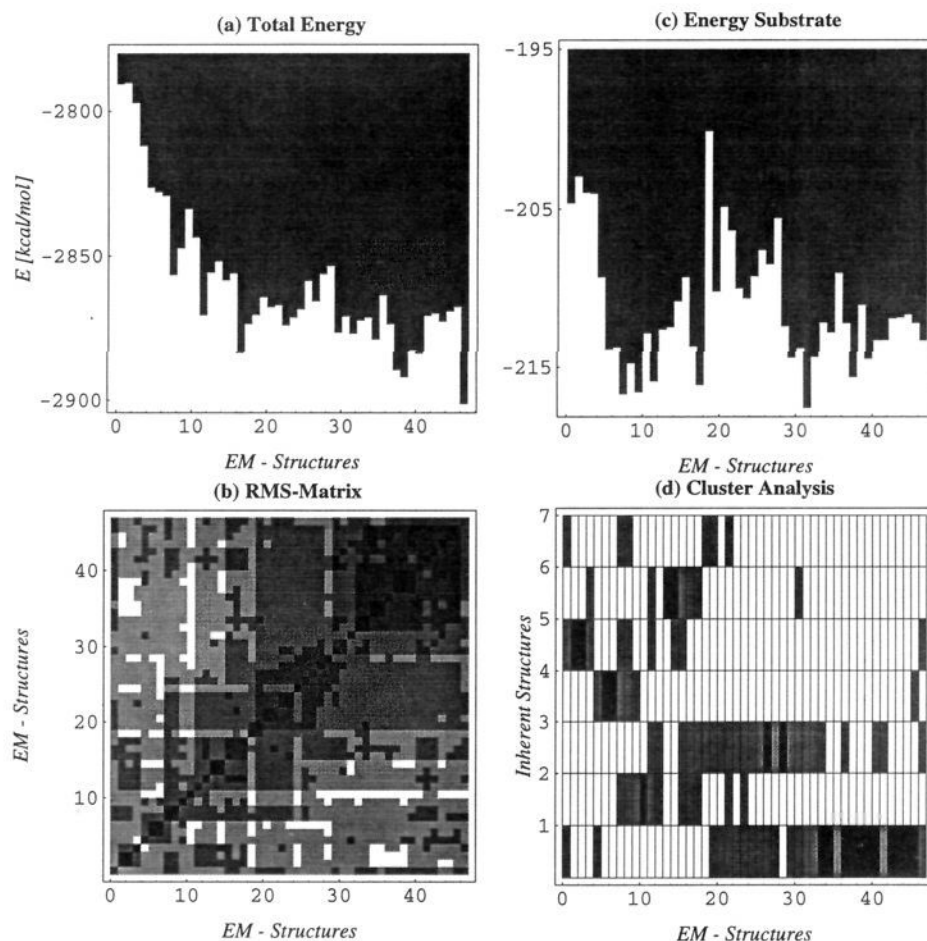 (a) Total Energy
-2800
-2850
-2900
E [kcal/mol]
0 10 20 30 40
EM - Structures
(c) Energy Substrate
-195
-205
-215
0 10 20 30 40
EM - Structures
(b) RMS-Matrix
40
30
20
10
EM - Structures
0 10 20 30 40
EM - Structures
(d) Cluster Analysis
7
6
5
4
3
2
1
Inherent Structures
0 10 20 30 40
EM - Structures